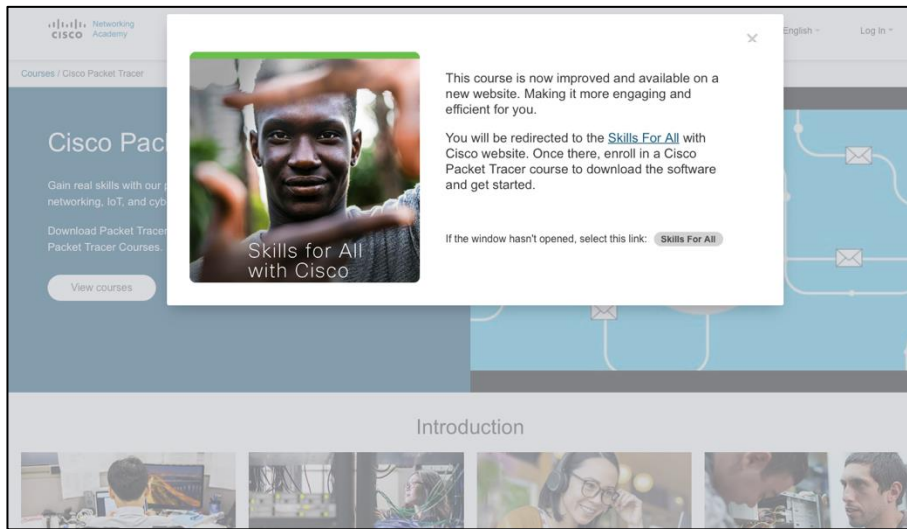 Networking
CISCO Academy
English
Log In
Courses / Cisco Packet Tracer
This course is now improved and available on a
new website. Making it more engaging and
efficient for you.
You will be redirected to the Skills For All with
Cisco website. Once there, enroll in a Cisco
Packet Tracer course to download the software
and get started.
If the window hasn't opened, select this link: Skills For All
Skills for All
with Cisco
Cisco Pac
Gain real skills with our
networking, IoT, and cyb
Download Packet Tracer
Packet Tracer Courses.
View courses
Introduction